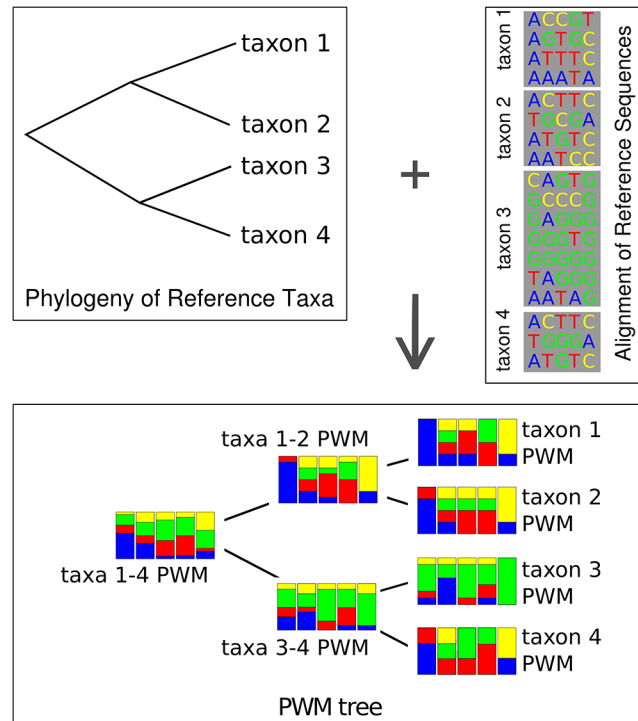 taxon 1
taxon 2
taxon 3
taxon 4
Phylogeny of Reference Taxa
+
taxon 1
ACCGT
AGTGC
ATTTC
AAATA
taxon 2
ACTTC
TGCGA
ATGTC
AATCC
taxon 3
CAGTG
GCCCG
GAGGG
GGGTG
GGGGG
TAGGG
AATAG
taxon 4
ACTTC
TGGGA
ATGTC
Alignment of Reference Sequences
taxa 1-4 PWM
taxa 1-2 PWM
taxa 3-4 PWM
taxon 1
PWM
taxon 2
PWM
taxon 3
PWM
taxon 4
PWM
PWM tree